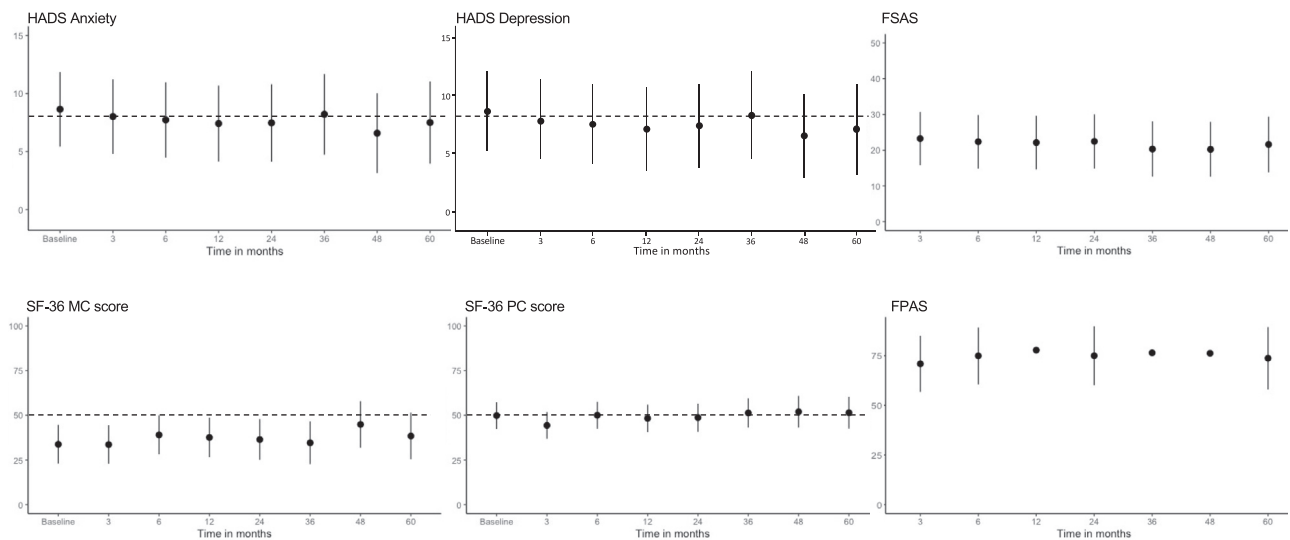 HADS Anxiety
15
10
5
0
Baseline 3 6 12 24 36 48 60
Time in months
HADS Depression
15
10
5
0
Baseline 3 6 12 24 36 48 60
Time in months
FSAS
50
40
30
20
10
0
3 6 12 24 36 48 60
Time in months
SF-36 MC score
100
75
50
25
0
Baseline 3 6 12 24 36 48 60
Time in months
SF-36 PC score
100
75
50
25
0
Baseline 3 6 12 24 36 48 60
Time in months
FPAS
75
50
25
0
3 6 12 24 36 48 60
Time in months